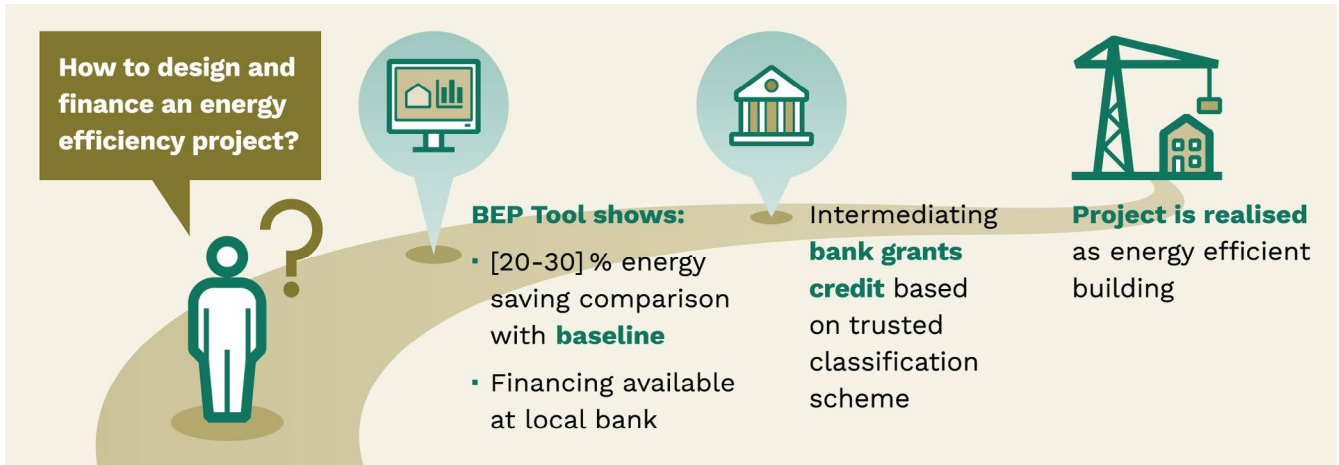 How to design and
finance an energy
efficiency project?
?
BEP Tool shows:
▪ [20-30] % energy
saving comparison
with baseline
▪ Financing available
at local bank
Intermediating
bank grants
credit based
on trusted
classification
scheme
Project is realised
as energy efficient
building